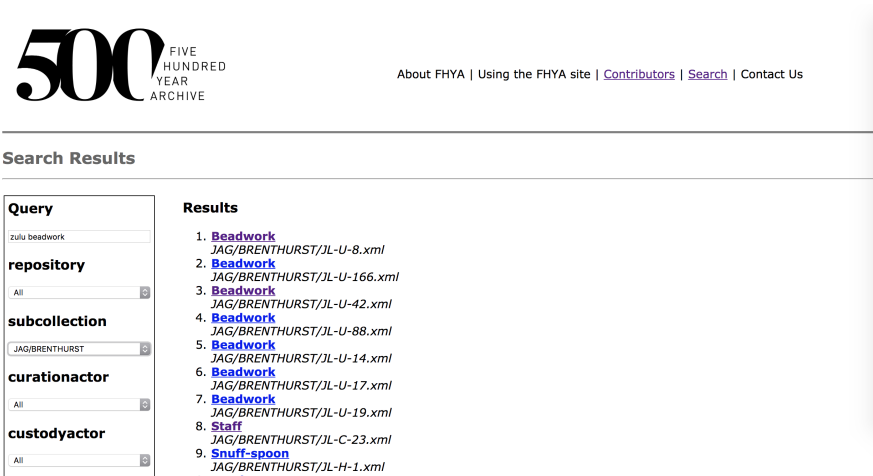 500 FIVE
HUNDRED
YEAR
ARCHIVE
About FHYA | Using the FHYA site | Contributors | Search | Contact Us
Search Results
Query
zulu beadwork
repository
All
subcollection
JAG/BRENTHURST
curationactor
All
custodyactor
All
Results
1. Beadwork
JAG/BRENTHURST/JL-U-8.xml
2. Beadwork
JAG/BRENTHURST/JL-U-166.xml
3. Beadwork
JAG/BRENTHURST/JL-U-42.xml
4. Beadwork
JAG/BRENTHURST/JL-U-88.xml
5. Beadwork
JAG/BRENTHURST/JL-U-14.xml
6. Beadwork
JAG/BRENTHURST/JL-U-17.xml
7. Beadwork
JAG/BRENTHURST/JL-U-19.xml
8. Staff
JAG/BRENTHURST/JL-C-23.xml
9. Snuff-spoon
JAG/BRENTHURST/JL-H-1.xml